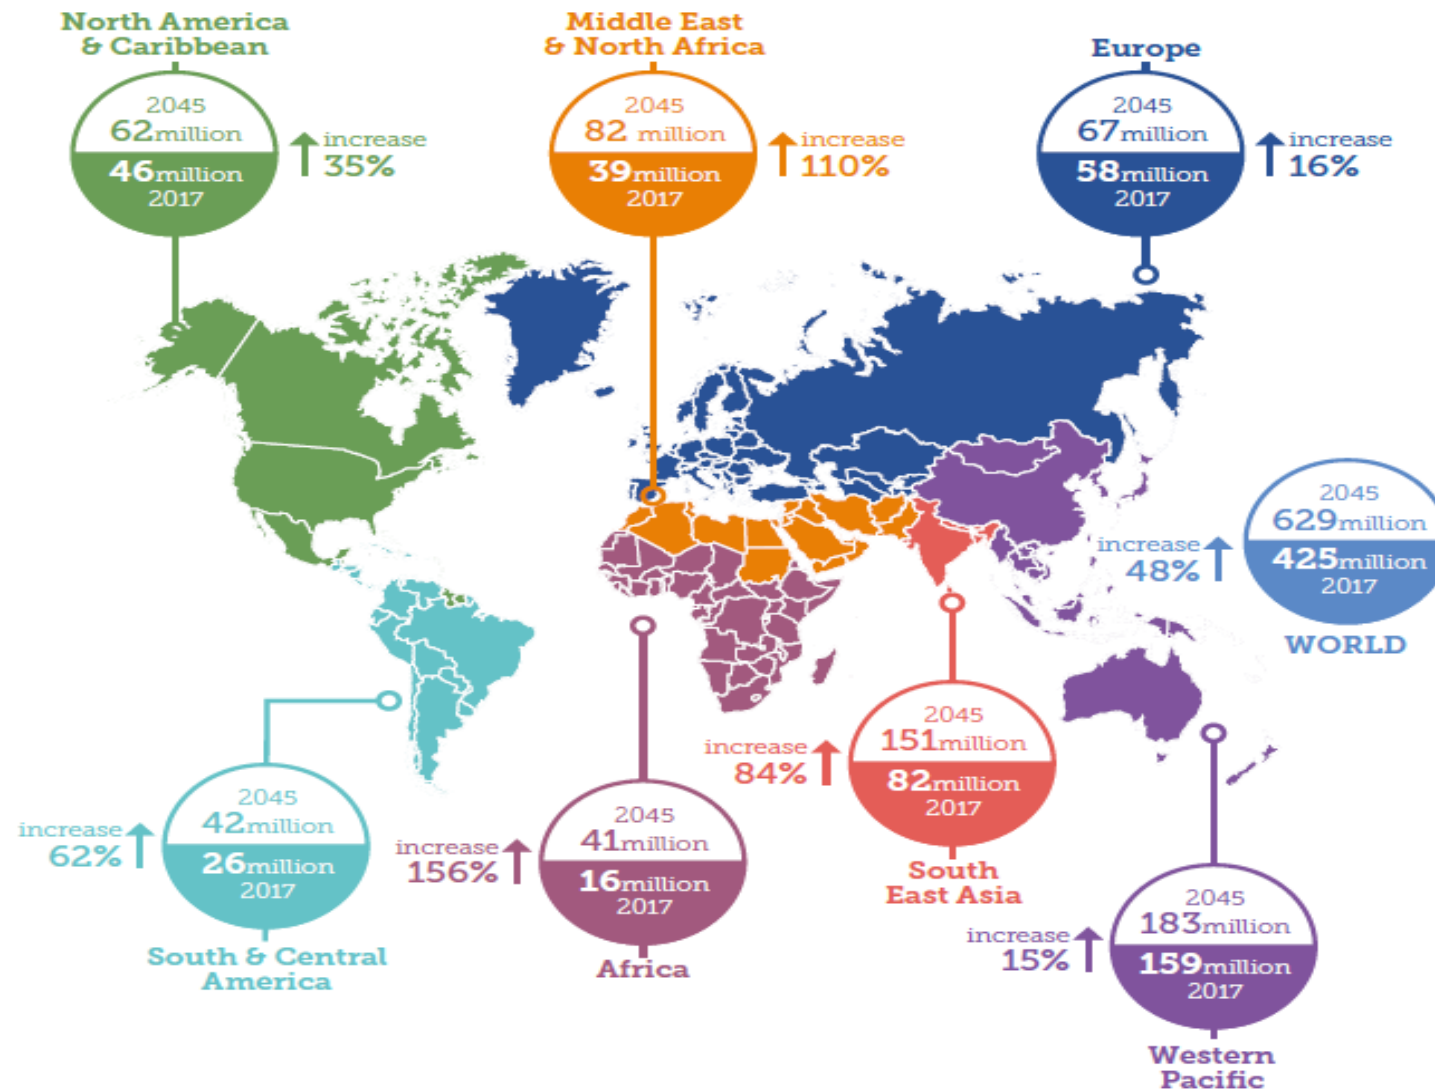 North America
& Caribbean
2045
62million
46million
2017
increase
35%
Middle East
& North Africa
2045
82 million
39million
2017
increase
110%
Europe
2045
67million
58million
2017
increase
16%
2045
629million
425million
2017
WORLD
increase
48%
2045
42million
26million
2017
South & Central
America
increase
62%
2045
41million
16million
2017
Africa
increase
156%
2045
151million
82million
2017
South
East Asia
increase
84%
2045
183million
159million
2017
Western
Pacific
increase
15%